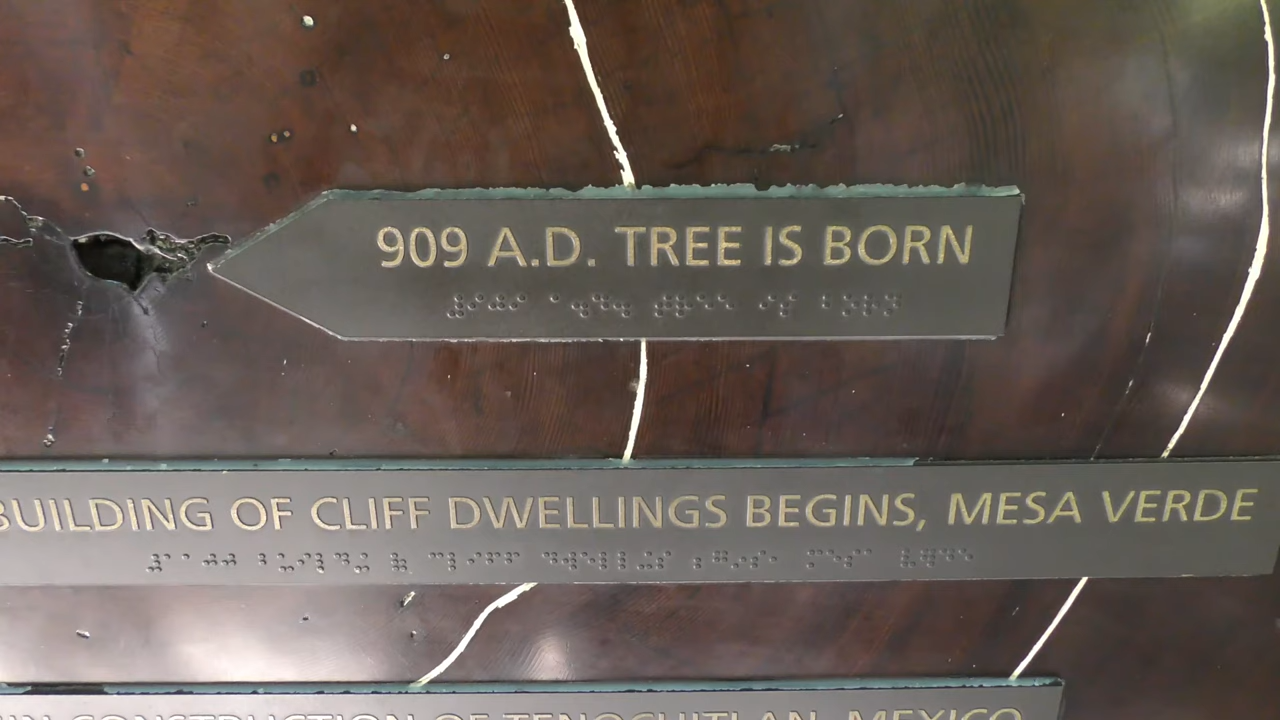 909 A.D. TREE IS BORN
BUILDING OF CLIFF DWELLINGS BEGINS, MESA VERDE
CONSTRUCTION OF TENOCHTITLAN, MEXICO